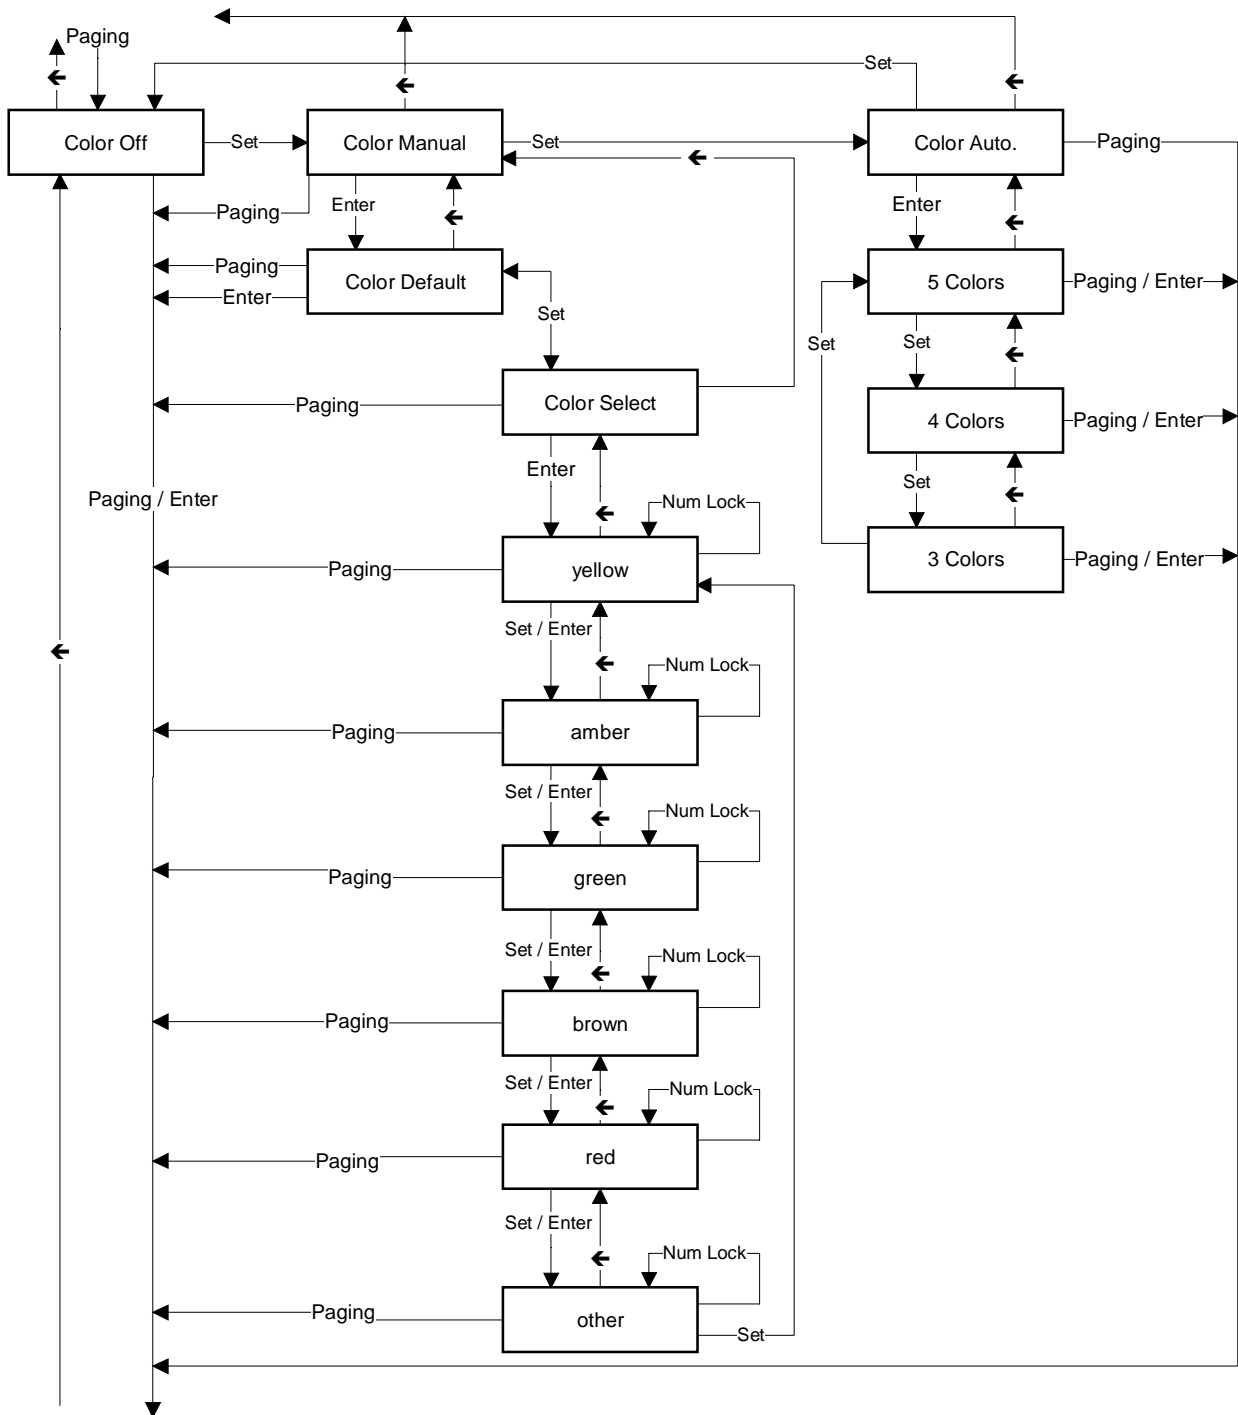 Paging
🡰
🡰
🡰
Set
Color Off
Set
Color Manual
Set
Color Auto.
Paging
🡰
Paging
Enter
🡰
Enter
🡰
Paging
Enter
Color Default
5 Colors
Paging / Enter
Set
Set
Set
🡰
Paging
Color Select
4 Colors
Paging / Enter
Enter
Set
🡰
Paging / Enter
Num Lock
🡰
Paging
yellow
3 Colors
Paging / Enter
Set / Enter
🡰
🡰
Num Lock
Paging
amber
Set / Enter
🡰
Num Lock
Paging
green
Set / Enter
🡰
Num Lock
Paging
brown
Set / Enter
🡰
Num Lock
Paging
red
Set / Enter
🡰
Num Lock
Paging
other
Set